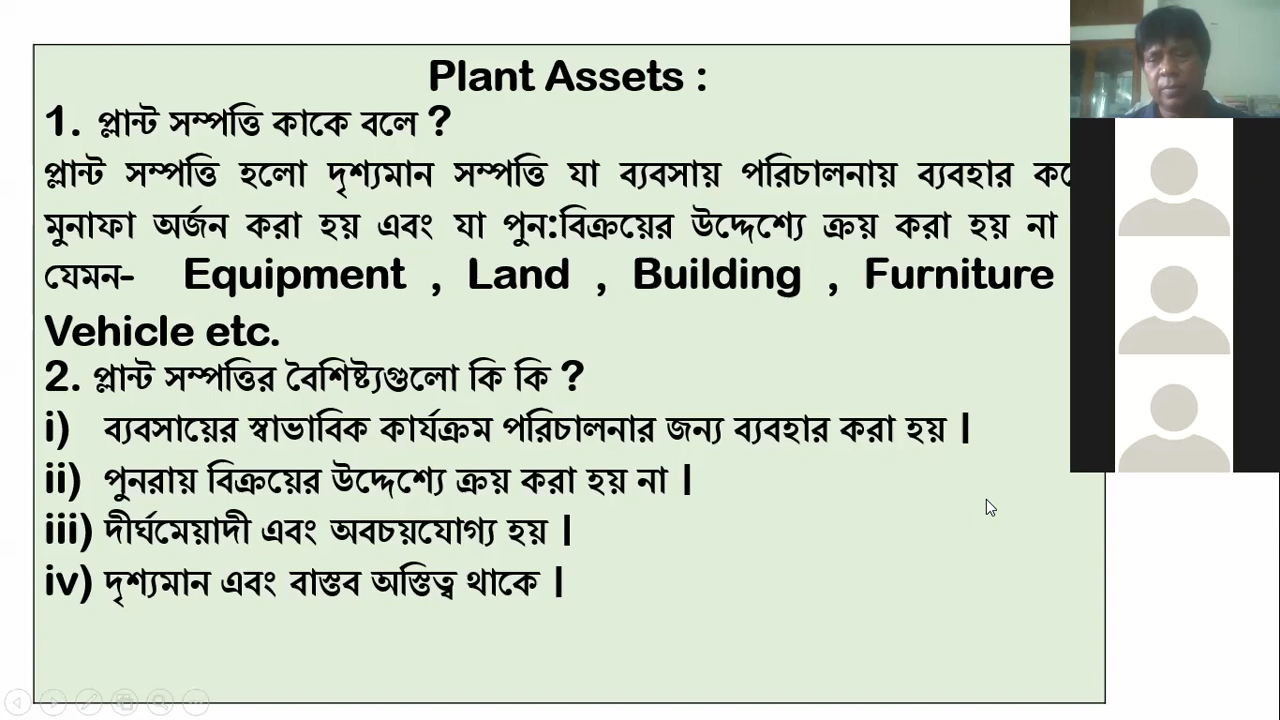 Plant Assets :
1. প্লান্ট সম্পত্তি কাকে বলে ?
প্লান্ট সম্পত্তি হলো দৃশ্যমান সম্পত্তি যা ব্যবসায় পরিচালনায় ব্যবহার
মুনাফা অর্জন করা হয় এবং যা পুন:বিক্রয়ের উদ্দেশ্যে ক্রয় করা হয় না
যেমন- Equipment , Land , Building , Furniture
Vehicle etc.
2. প্লান্ট সম্পত্তির বৈশিষ্ট্যগুলো কি কি ?
i) ব্যবসায়ের স্বাভাবিক কার্যক্রম পরিচালনার জন্য ব্যবহার করা হয় |
ii) পুনরায় বিক্রয়ের উদ্দেশ্যে ক্রয় করা হয় না |
iii) দীর্ঘমেয়াদী এবং অবচয়যোগ্য হয় |
iv) দৃশ্যমান এবং বাস্তব অস্তিত্ব থাকে |